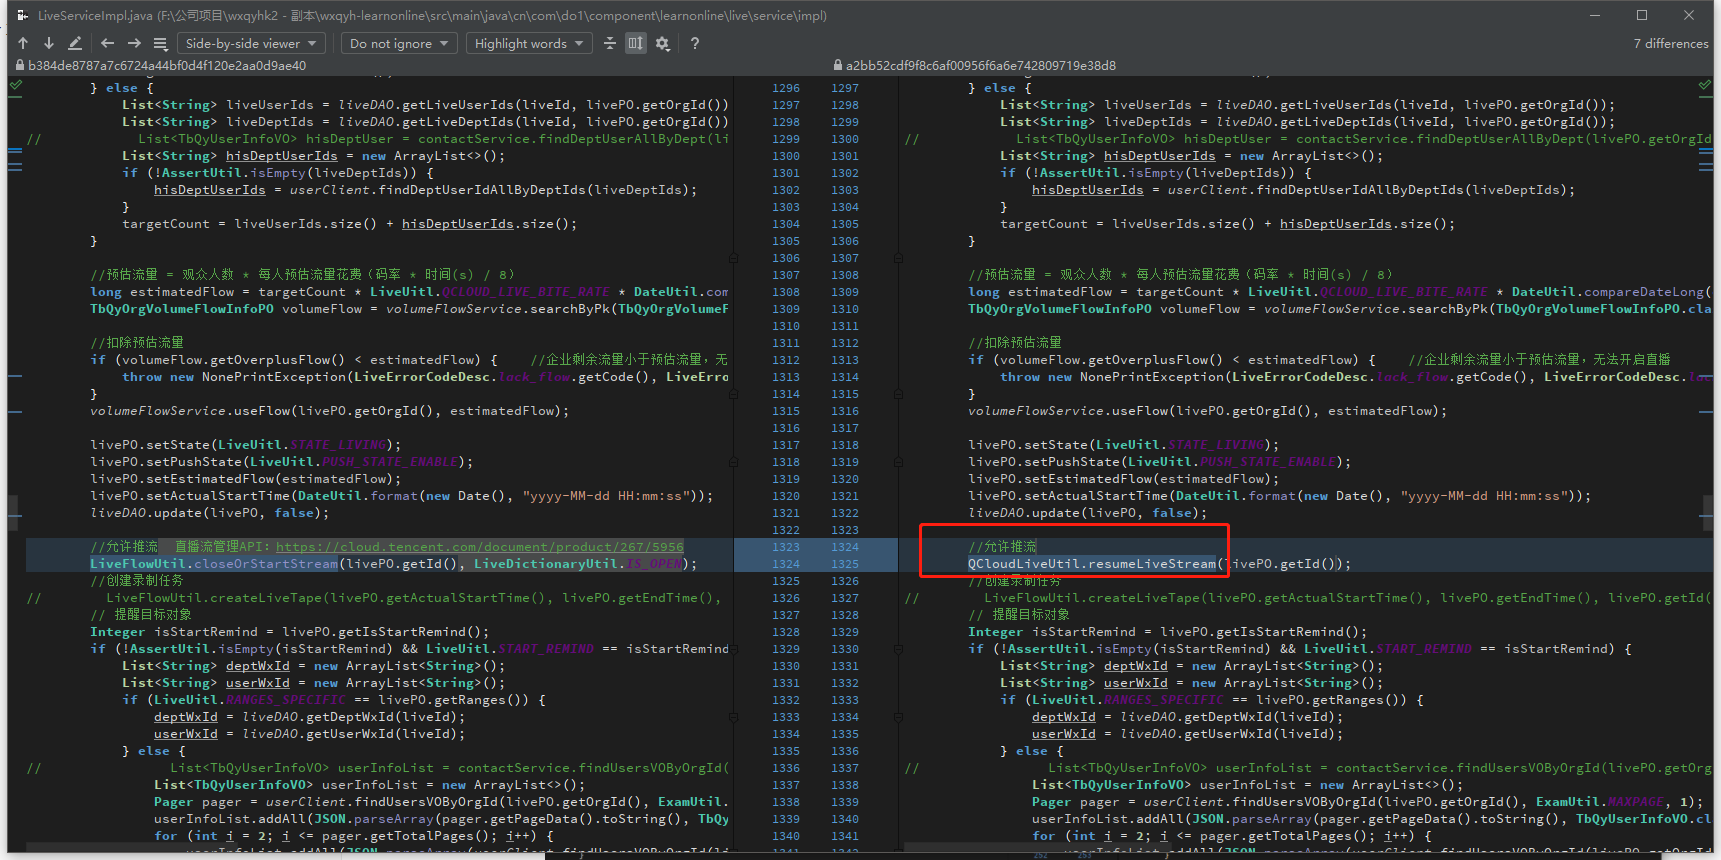 LiveServiceImpl.java (F:\公司项目\wxqyhk2 - 副本\wxqyh-learnonline\src\main\java\cn\com\do1\component\learnonline\live\service\impl)
Side-by-side viewer Do not ignore Highlight words ? 7 differences
b384de8787a7c6724a44bf0d4f120e2aa0d9ae40 a2bb52cdf9f8c6af00956f6a6e742809719e38d8
} else { 1296 1297 } else {
List<String> liveUserIds = liveDAO.getLiveUserIds(liveId, livePO.getOrgId()) 1297 1298 List<String> liveUserIds = liveDAO.getLiveUserIds(liveId, livePO.getOrgId());
List<String> liveDeptIds = liveDAO.getLiveDeptIds(liveId, livePO.getOrgId()) 1298 1299 List<String> liveDeptIds = liveDAO.getLiveDeptIds(liveId, livePO.getOrgId());
// List<TbQyUserInfoVO> hisDeptUser = contactService.findDeptUserAllByDept(li 1299 1300 // List<TbQyUserInfoVO> hisDeptUser = contactService.findDeptUserAllByDept(livePO.getOrgId
List<String> hisDeptUserIds = new ArrayList<>(); 1300 1301 List<String> hisDeptUserIds = new ArrayList<>();
if (!AssertUtil.isEmpty(liveDeptIds)) { 1301 1302 if (!AssertUtil.isEmpty(liveDeptIds)) {
hisDeptUserIds = userClient.findDeptUserIdAllByDeptIds(liveDeptIds); 1302 1303 hisDeptUserIds = userClient.findDeptUserIdAllByDeptIds(liveDeptIds);
} 1303 1304 }
targetCount = liveUserIds.size() + hisDeptUserIds.size(); 1304 1305 targetCount = liveUserIds.size() + hisDeptUserIds.size();
} 1305 1306 }
1306 1307
//预估流量 = 观众人数 * 每人预估流量花费（码率 * 时间(s) / 8） 1307 1308 //预估流量 = 观众人数 * 每人预估流量花费（码率 * 时间(s) / 8）
long estimatedFlow = targetCount * LiveUitl.QCLOUD_LIVE_BITE_RATE * DateUtil.com 1308 1309 long estimatedFlow = targetCount * LiveUitl.QCLOUD_LIVE_BITE_RATE * DateUtil.compareDateLong(
TbQyOrgVolumeFlowInfoPO volumeFlow = volumeFlowService.searchByPk(TbQyOrgVolumeF 1309 1310 TbQyOrgVolumeFlowInfoPO volumeFlow = volumeFlowService.searchByPk(TbQyOrgVolumeFlowInfoPO.cla
1310 1311
//扣除预估流量 1311 1312 //扣除预估流量
if (volumeFlow.getOverplusFlow() < estimatedFlow) { //企业剩余流量小于预估流量，无 1312 1313 if (volumeFlow.getOverplusFlow() < estimatedFlow) { //企业剩余流量小于预估流量，无法开启直播
throw new NonePrintException(LiveErrorCodeDesc.lack_flow.getCode(), LiveErro 1313 1314 throw new NonePrintException(LiveErrorCodeDesc.lack_flow.getCode(), LiveErrorCodeDesc.lac
} 1314 1315 }
volumeFlowService.useFlow(livePO.getOrgId(), estimatedFlow); 1315 1316 volumeFlowService.useFlow(livePO.getOrgId(), estimatedFlow);
1316 1317
livePO.setState(LiveUitl.STATE_LIVING); 1317 1318 livePO.setState(LiveUitl.STATE_LIVING);
livePO.setPushState(LiveUitl.PUSH_STATE_ENABLE); 1318 1319 livePO.setPushState(LiveUitl.PUSH_STATE_ENABLE);
livePO.setEstimatedFlow(estimatedFlow); 1319 1320 livePO.setEstimatedFlow(estimatedFlow);
livePO.setActualStartTime(DateUtil.format(new Date(), "yyyy-MM-dd HH:mm:ss")); 1320 1321 livePO.setActualStartTime(DateUtil.format(new Date(), "yyyy-MM-dd HH:mm:ss"));
liveDAO.update(livePO, false); 1321 1322 liveDAO.update(livePO, false);
1322 1323
//允许推流 直播流管理API：https://cloud.tencent.com/document/product/267/5956 1323 1324 //允许推流
LiveFlowUtil.closeOrStartStream(livePO.getId(), LiveDictionaryUtil.IS_OPEN); 1324 1325 QCloudLiveUtil.resumeLiveStream(livePO.getId());
//创建录制任务 1325 1326 //创建录制任务
// LiveFlowUtil.createLiveTape(livePO.getActualStartTime(), livePO.getEndTime(), 1326 1327 // LiveFlowUtil.createLiveTape(livePO.getActualStartTime(), livePO.getEndTime(), livePO.getId(
// 提醒目标对象 1327 1328 // 提醒目标对象
Integer isStartRemind = livePO.getIsStartRemind(); 1328 1329 Integer isStartRemind = livePO.getIsStartRemind();
if (!AssertUtil.isEmpty(isStartRemind) && LiveUitl.START_REMIND == isStartRemind 1329 1330 if (!AssertUtil.isEmpty(isStartRemind) && LiveUitl.START_REMIND == isStartRemind) {
List<String> deptWxId = new ArrayList<String>(); 1330 1331 List<String> deptWxId = new ArrayList<String>();
List<String> userWxId = new ArrayList<String>(); 1331 1332 List<String> userWxId = new ArrayList<String>();
if (LiveUitl.RANGES_SPECIFIC == livePO.getRanges()) { 1332 1333 if (LiveUitl.RANGES_SPECIFIC == livePO.getRanges()) {
deptWxId = liveDAO.getDeptWxId(liveId); 1333 1334 deptWxId = liveDAO.getDeptWxId(liveId);
userWxId = liveDAO.getUserWxId(liveId); 1334 1335 userWxId = liveDAO.getUserWxId(liveId);
} else { 1335 1336 } else {
// List<TbQyUserInfoVO> userInfoList = contactService.findUsersVOByOrgId( 1336 1337 // List<TbQyUserInfoVO> userInfoList = contactService.findUsersVOByOrgId(livePO.getOrg
List<TbQyUserInfoVO> userInfoList = new ArrayList<>(); 1337 1338 List<TbQyUserInfoVO> userInfoList = new ArrayList<>();
Pager pager = userClient.findUsersVOByOrgId(livePO.getOrgId(), ExamUtil. 1338 1339 Pager pager = userClient.findUsersVOByOrgId(livePO.getOrgId(), ExamUtil.MAXPAGE, 1);
userInfoList.addAll(JSON.parseArray(pager.getPageData().toString(), TbQy 1339 1340 userInfoList.addAll(JSON.parseArray(pager.getPageData().toString(), TbQyUserInfoVO.cl
for (int i = 2; i <= pager.getTotalPages(); i++) { 1340 1341 for (int i = 2; i <= pager.getTotalPages(); i++) {